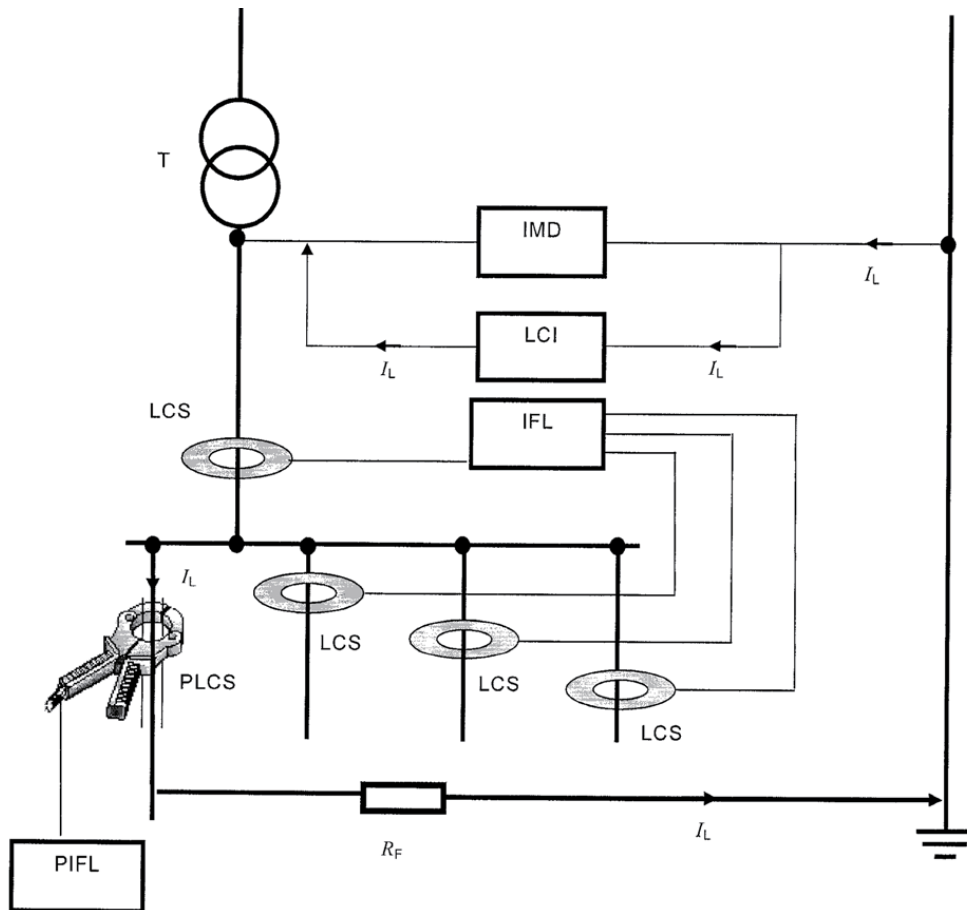 T
IMD
I_L
LCI
I_L
I_L
LCS
IFL
I_L
LCS
PLCS
LCS
LCS
R_F
I_L
PIFL